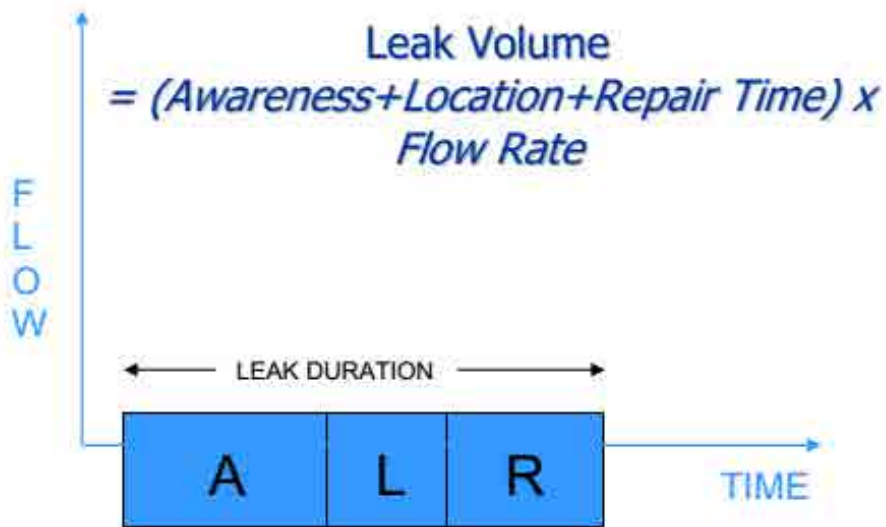 Leak Volume
= (Awareness+Location+Repair Time) x
Flow Rate
F
L
O
W
LEAK DURATION
A L R
TIME